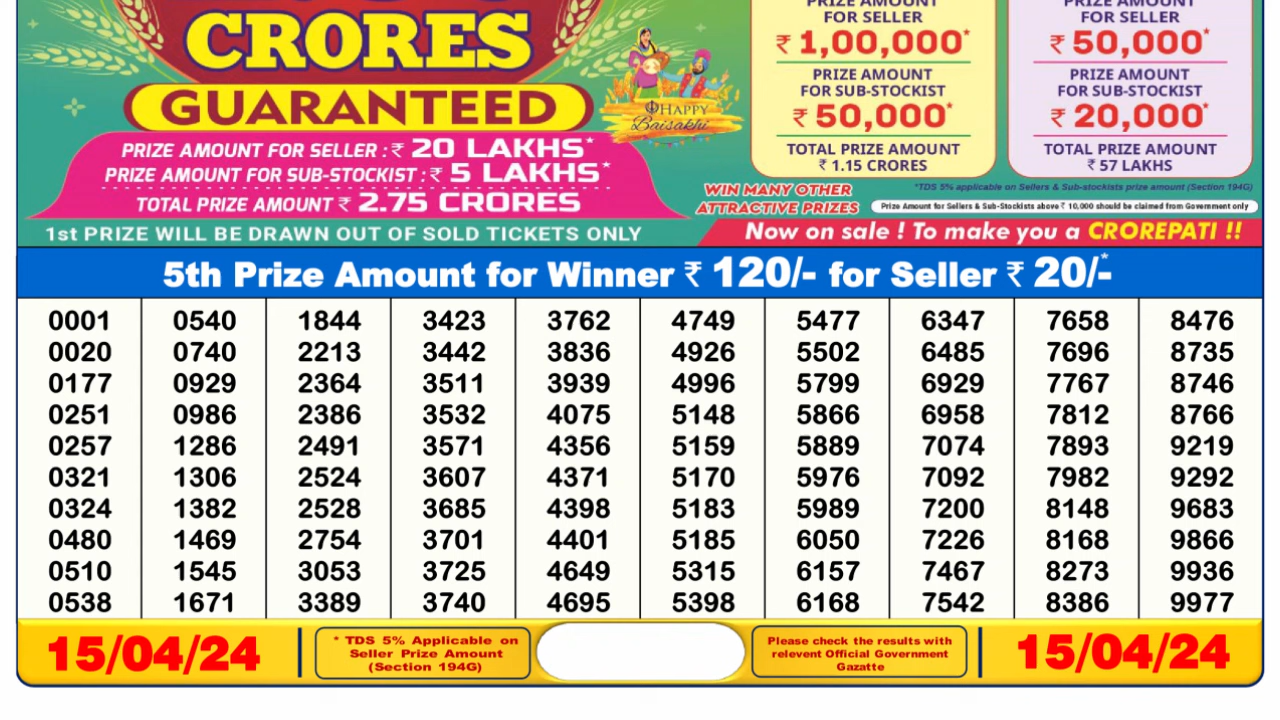 CRORES
GUARANTEED
PRIZE AMOUNT FOR SELLER : ₹ 20 LAKHS*
PRIZE AMOUNT FOR SUB-STOCKIST : ₹ 5 LAKHS*
TOTAL PRIZE AMOUNT ₹ 2.75 CRORES
1st PRIZE WILL BE DRAWN OUT OF SOLD TICKETS ONLY
HAPPY
Baisakhi
PRIZE AMOUNT
FOR SELLER
₹ 1,00,000*
PRIZE AMOUNT
FOR SUB-STOCKIST
₹ 50,000*
TOTAL PRIZE AMOUNT
₹ 1.15 CRORES
PRIZE AMOUNT
FOR SELLER
₹ 50,000*
PRIZE AMOUNT
FOR SUB-STOCKIST
₹ 20,000*
TOTAL PRIZE AMOUNT
₹ 57 LAKHS
WIN MANY OTHER
ATTRACTIVE PRIZES
*TDS 5% applicable on Sellers & Sub-stockists prize amount (Section 194G)
Prize Amount for Sellers & Sub-Stockists above ₹ 10,000 should be claimed from Government only
Now on sale ! To make you a CROREPATI !!
5th Prize Amount for Winner ₹ 120/- for Seller ₹ 20/-*
0001 0540 1844 3423 3762 4749 5477 6347 7658 8476
0020 0740 2213 3442 3836 4926 5502 6485 7696 8735
0177 0929 2364 3511 3939 4996 5799 6929 7767 8746
0251 0986 2386 3532 4075 5148 5866 6958 7812 8766
0257 1286 2491 3571 4356 5159 5889 7074 7893 9219
0321 1306 2524 3607 4371 5170 5976 7092 7982 9292
0324 1382 2528 3685 4398 5183 5989 7200 8148 9683
0480 1469 2754 3701 4401 5185 6050 7226 8168 9866
0510 1545 3053 3725 4649 5315 6157 7467 8273 9936
0538 1671 3389 3740 4695 5398 6168 7542 8386 9977
15/04/24
* TDS 5% Applicable on
Seller Prize Amount
(Section 194G)
Please check the results with
relevent Official Government
Gazatte
15/04/24